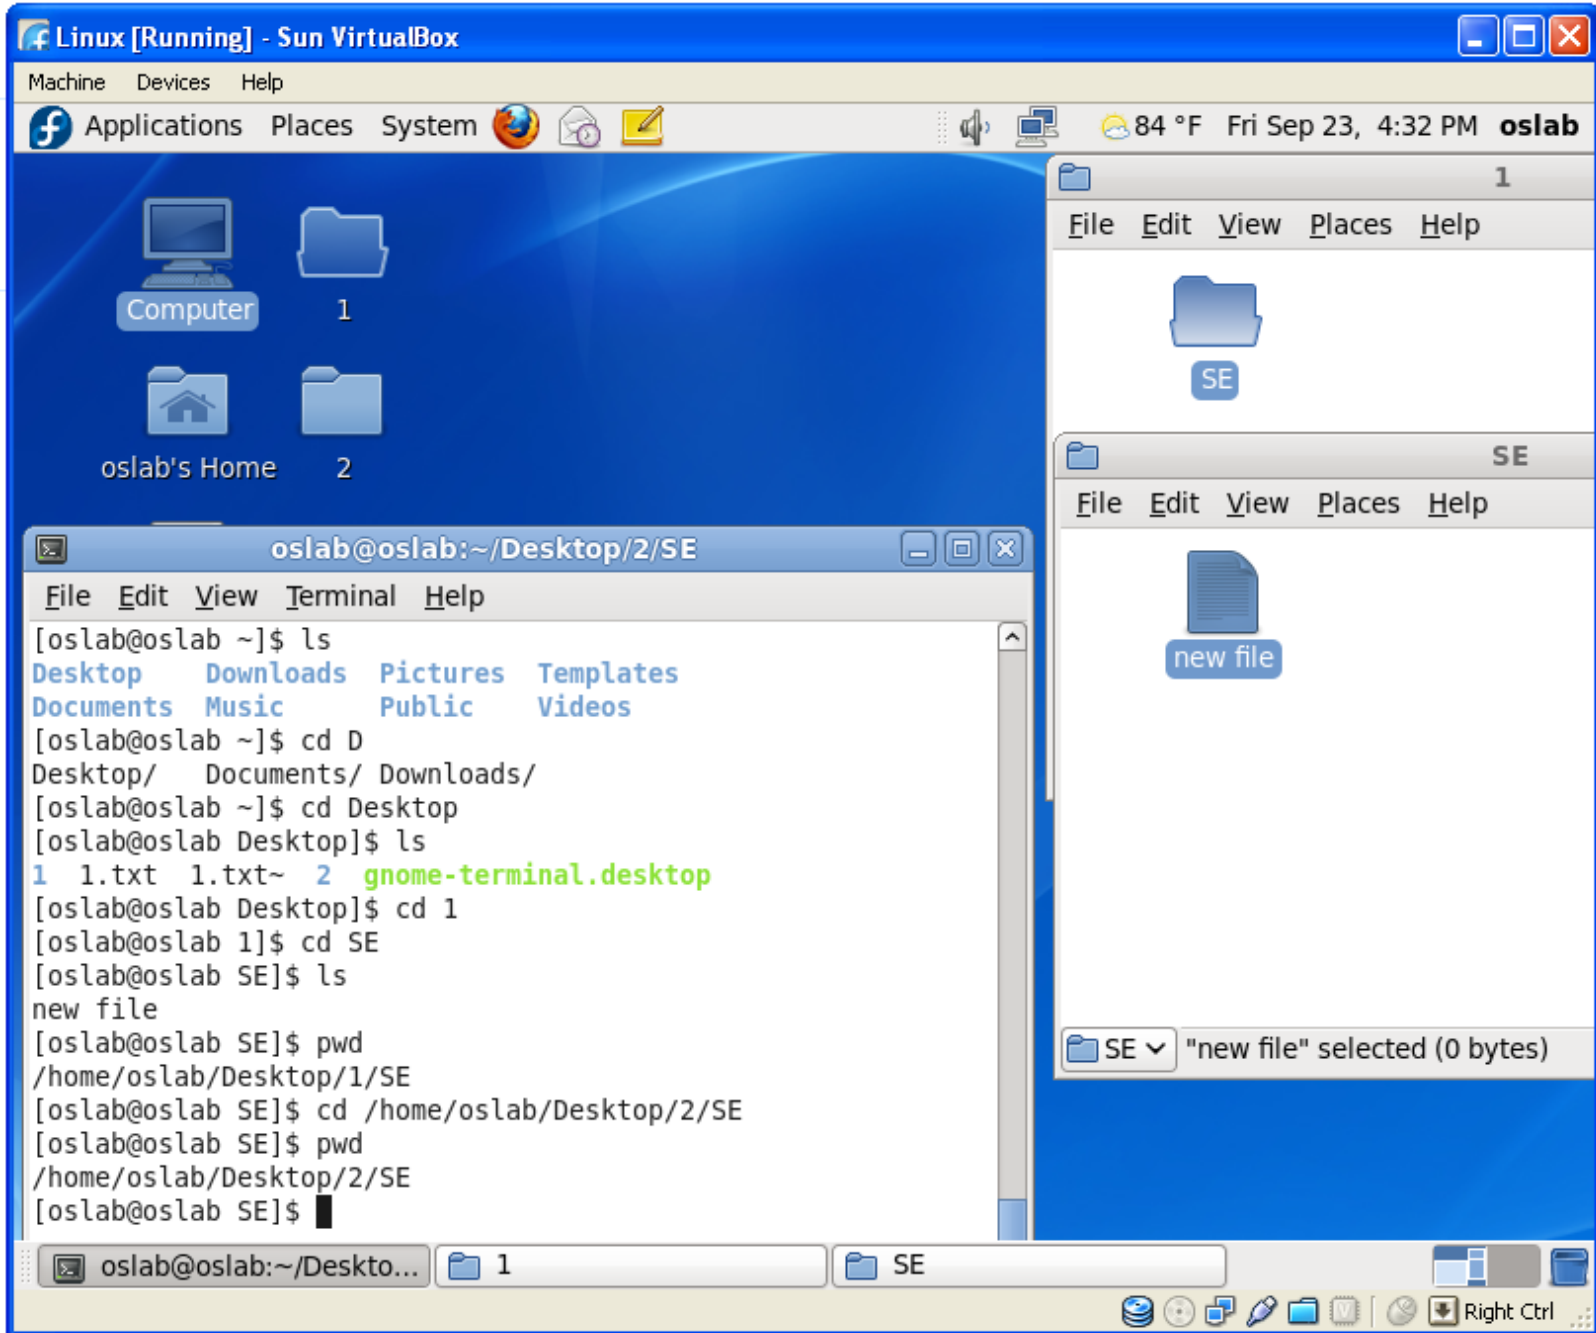 Linux [Running] - Sun VirtualBox
Machine Devices Help
Applications Places System 84 °F Fri Sep 23, 4:32 PM oslab
Computer 1
oslab's Home 2
1
File Edit View Places Help
SE
SE
File Edit View Places Help
new file
SE "new file" selected (0 bytes)
oslab@oslab:~/Desktop/2/SE
File Edit View Terminal Help
[oslab@oslab ~]$ ls
Desktop Downloads Pictures Templates
Documents Music Public Videos
[oslab@oslab ~]$ cd D
Desktop/ Documents/ Downloads/
[oslab@oslab ~]$ cd Desktop
[oslab@oslab Desktop]$ ls
1 1.txt 1.txt~ 2 gnome-terminal.desktop
[oslab@oslab Desktop]$ cd 1
[oslab@oslab 1]$ cd SE
[oslab@oslab SE]$ ls
new file
[oslab@oslab SE]$ pwd
/home/oslab/Desktop/1/SE
[oslab@oslab SE]$ cd /home/oslab/Desktop/2/SE
[oslab@oslab SE]$ pwd
/home/oslab/Desktop/2/SE
[oslab@oslab SE]$
oslab@oslab:~/Deskto... 1 SE
Right Ctrl